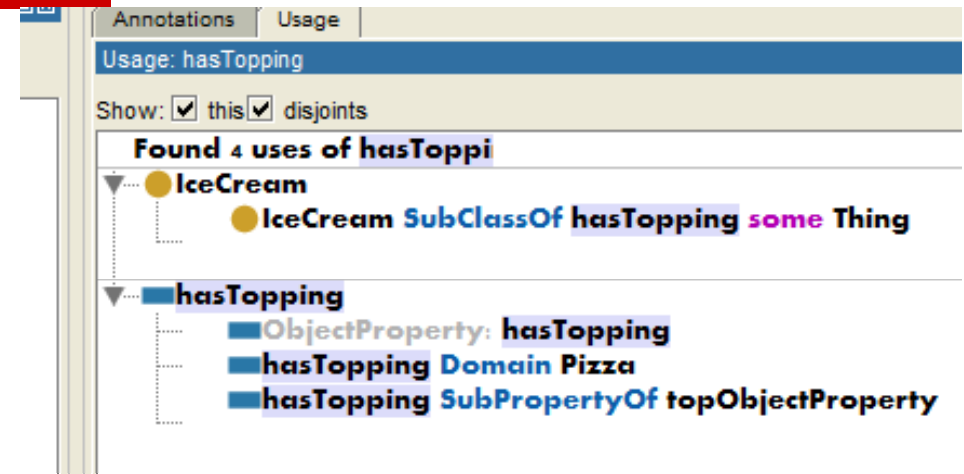 Annotations Usage
Usage: hasTopping
Show: this disjoints
Found 4 uses of hasToppi
IceCream
IceCream SubClassOf hasTopping some Thing
hasTopping
ObjectProperty: hasTopping
hasTopping Domain Pizza
hasTopping SubPropertyOf topObjectProperty